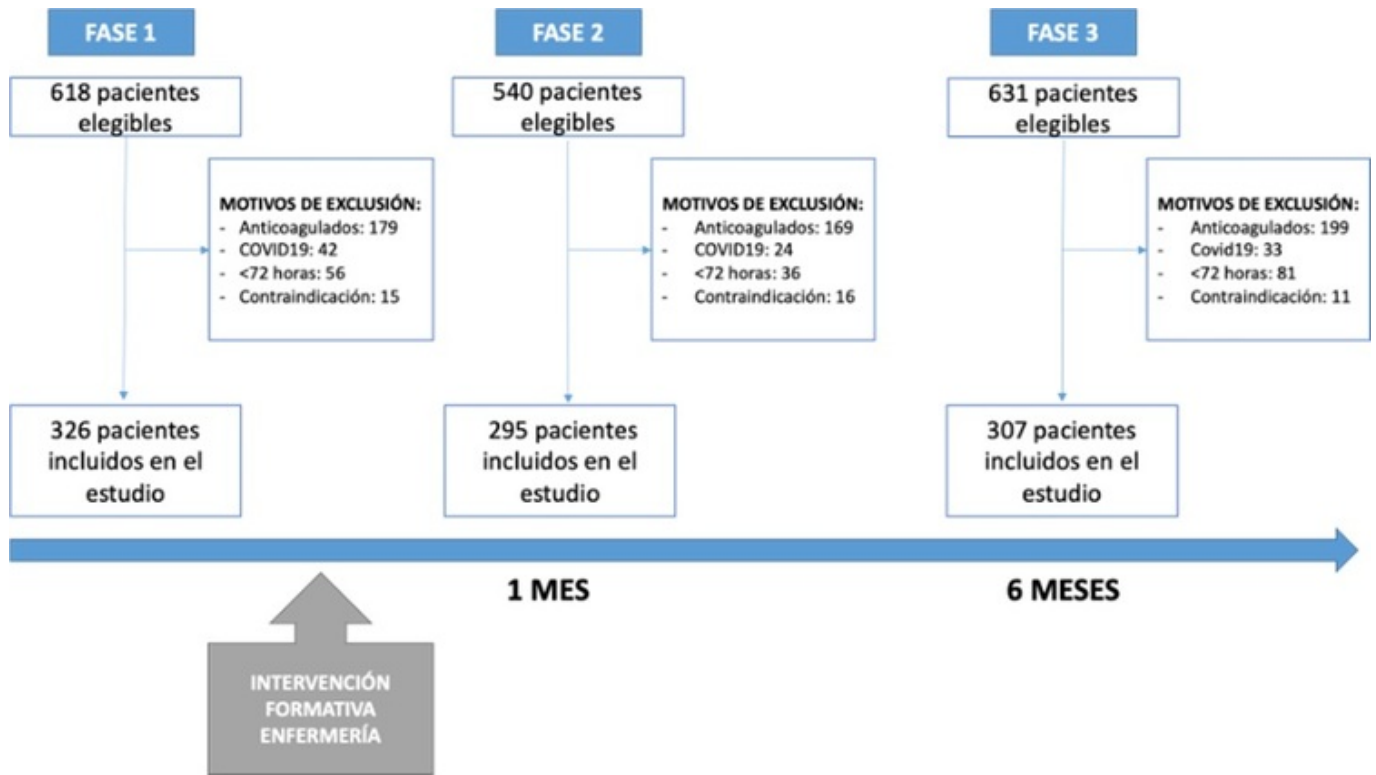 FASE 1
618 pacientes
elegibles
MOTIVOS DE EXCLUSIÓN:
- Anticoagulados: 179
- COVID19: 42
- <72 horas: 56
- Contraindicación: 15
326 pacientes
incluidos en el
estudio
FASE 2
540 pacientes
elegibles
MOTIVOS DE EXCLUSIÓN:
- Anticoagulados: 169
- COVID19: 24
- <72 horas: 36
- Contraindicación: 16
295 pacientes
incluidos en el
estudio
FASE 3
631 pacientes
elegibles
MOTIVOS DE EXCLUSIÓN:
- Anticoagulados: 199
- Covid19: 33
- <72 horas: 81
- Contraindicación: 11
307 pacientes
incluidos en el
estudio
1 MES
6 MESES
INTERVENCIÓN
FORMATIVA
ENFERMERÍA